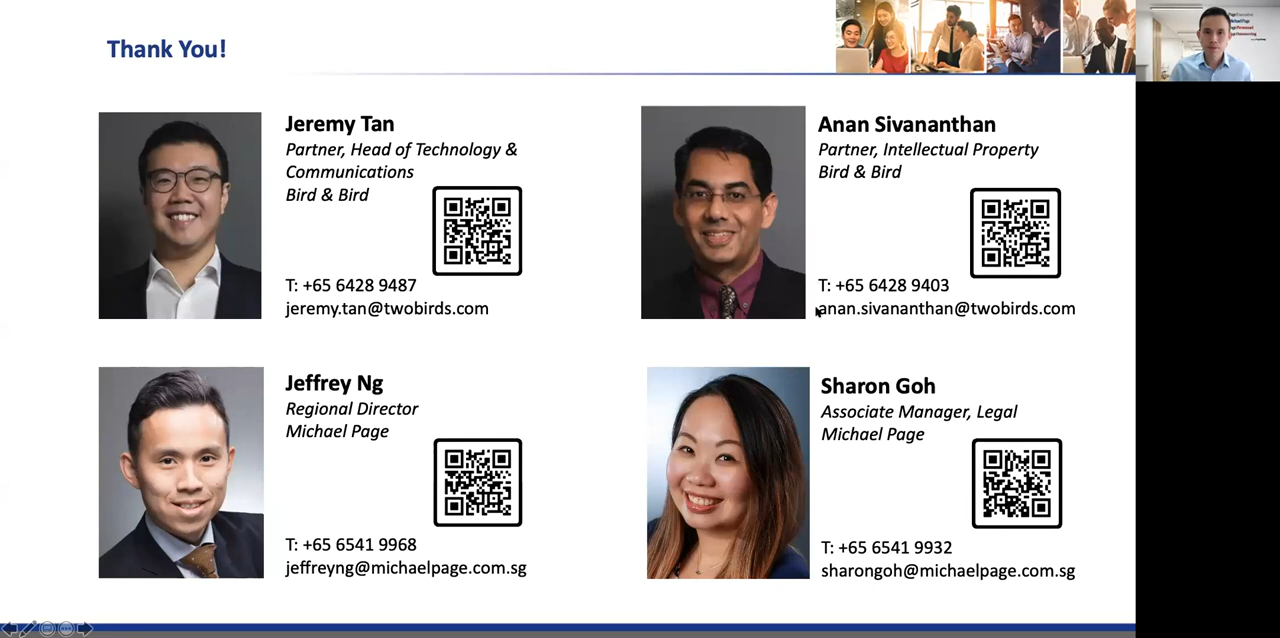 Thank You!
Jeremy Tan
Partner, Head of Technology &
Communications
Bird & Bird
T: +65 6428 9487
jeremy.tan@twobirds.com
Anan Sivananthan
Partner, Intellectual Property
Bird & Bird
T: +65 6428 9403
anan.sivananthan@twobirds.com
Jeffrey Ng
Regional Director
Michael Page
T: +65 6541 9968
jeffreyng@michaelpage.com.sg
Sharon Goh
Associate Manager, Legal
Michael Page
T: +65 6541 9932
sharongoh@michaelpage.com.sg